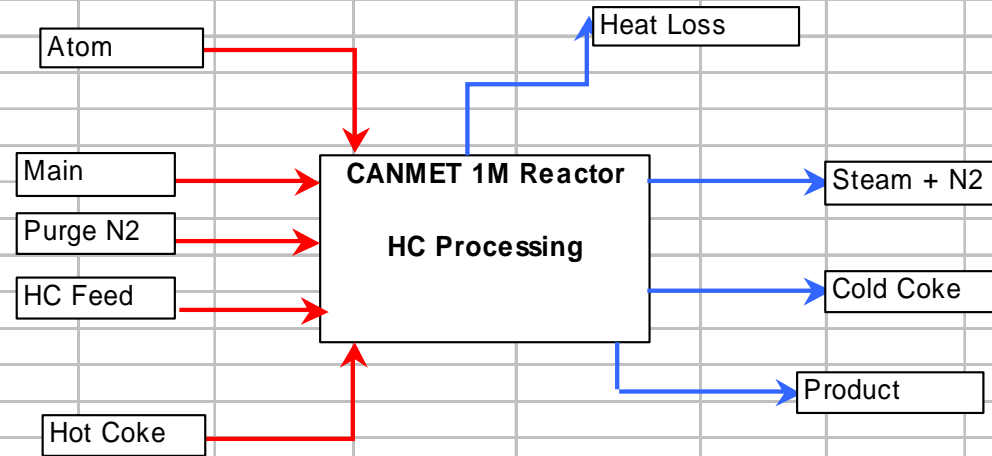 Heat Loss
Atom
Main
CANMET 1M Reactor
Steam + N2
Purge N2
HC Processing
HC Feed
Cold Coke
Product
Hot Coke